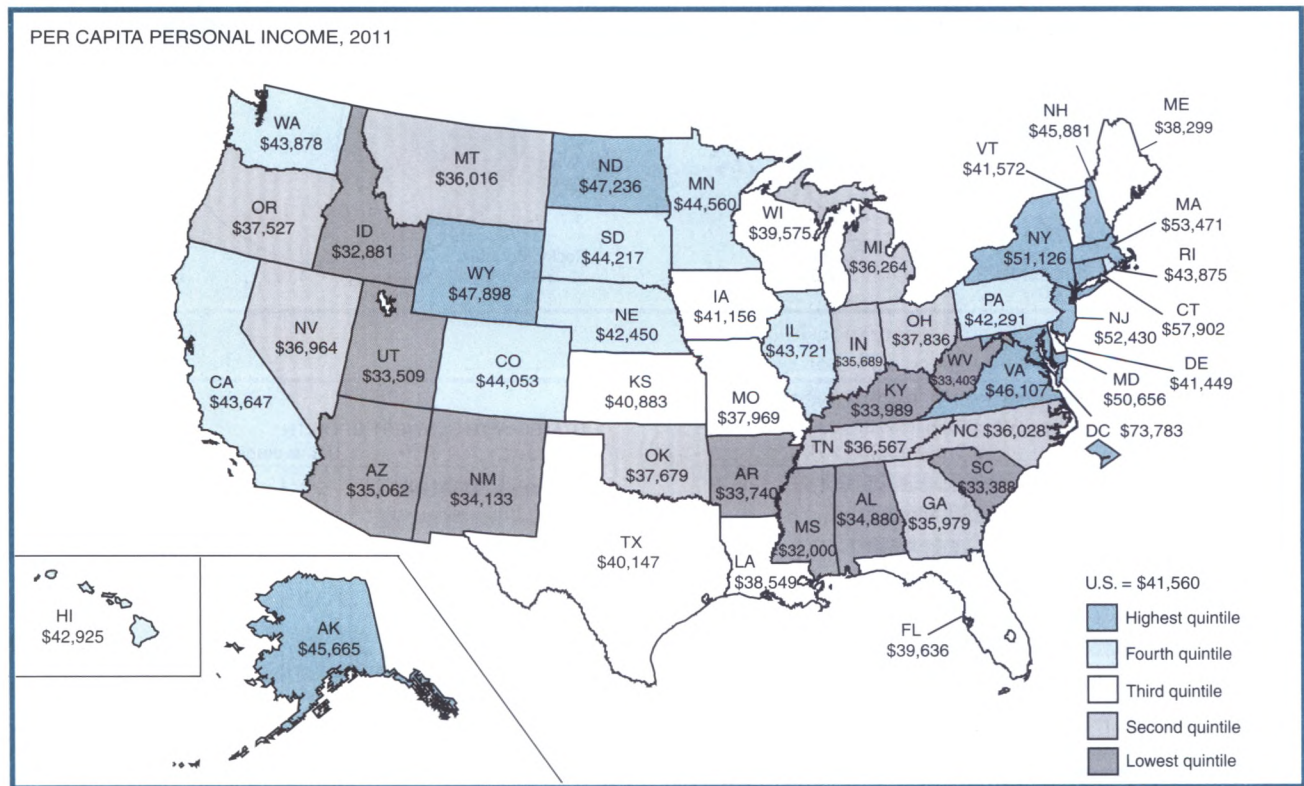 PER CAPITA PERSONAL INCOME, 2011
WA
$43,878
MT
$36,016
ND
$47,236
MN
$44,560
OR
$37,527
ID
$32,881
WY
$47,898
SD
$44,217
WI
$39,575
MI
$36,264
NY
$51,126
VT
$41,572
NH
$45,881
ME
$38,299
MA
$53,471
RI
$43,875
CT
$57,902
NJ
$52,430
DE
$41,449
MD
$50,656
DC $73,783
CA
$43,647
NV
$36,964
UT
$33,509
CO
$44,053
NE
$42,450
IA
$41,156
IL
$43,721
IN
$35,689
OH
$37,836
PA
$42,291
WV
$33,403
VA
$46,107
KS
$40,883
MO
$37,969
KY
$33,989
TN $36,567
NC $36,028
AZ
$35,062
NM
$34,133
OK
$37,679
AR
$33,740
SC
$33,388
MS
$32,000
AL
$34,880
GA
$35,979
TX
$40,147
LA
$38,549
FL
$39,636
HI
$42,925
AK
$45,665
U.S. = $41,560
Highest quintile
Fourth quintile
Third quintile
Second quintile
Lowest quintile